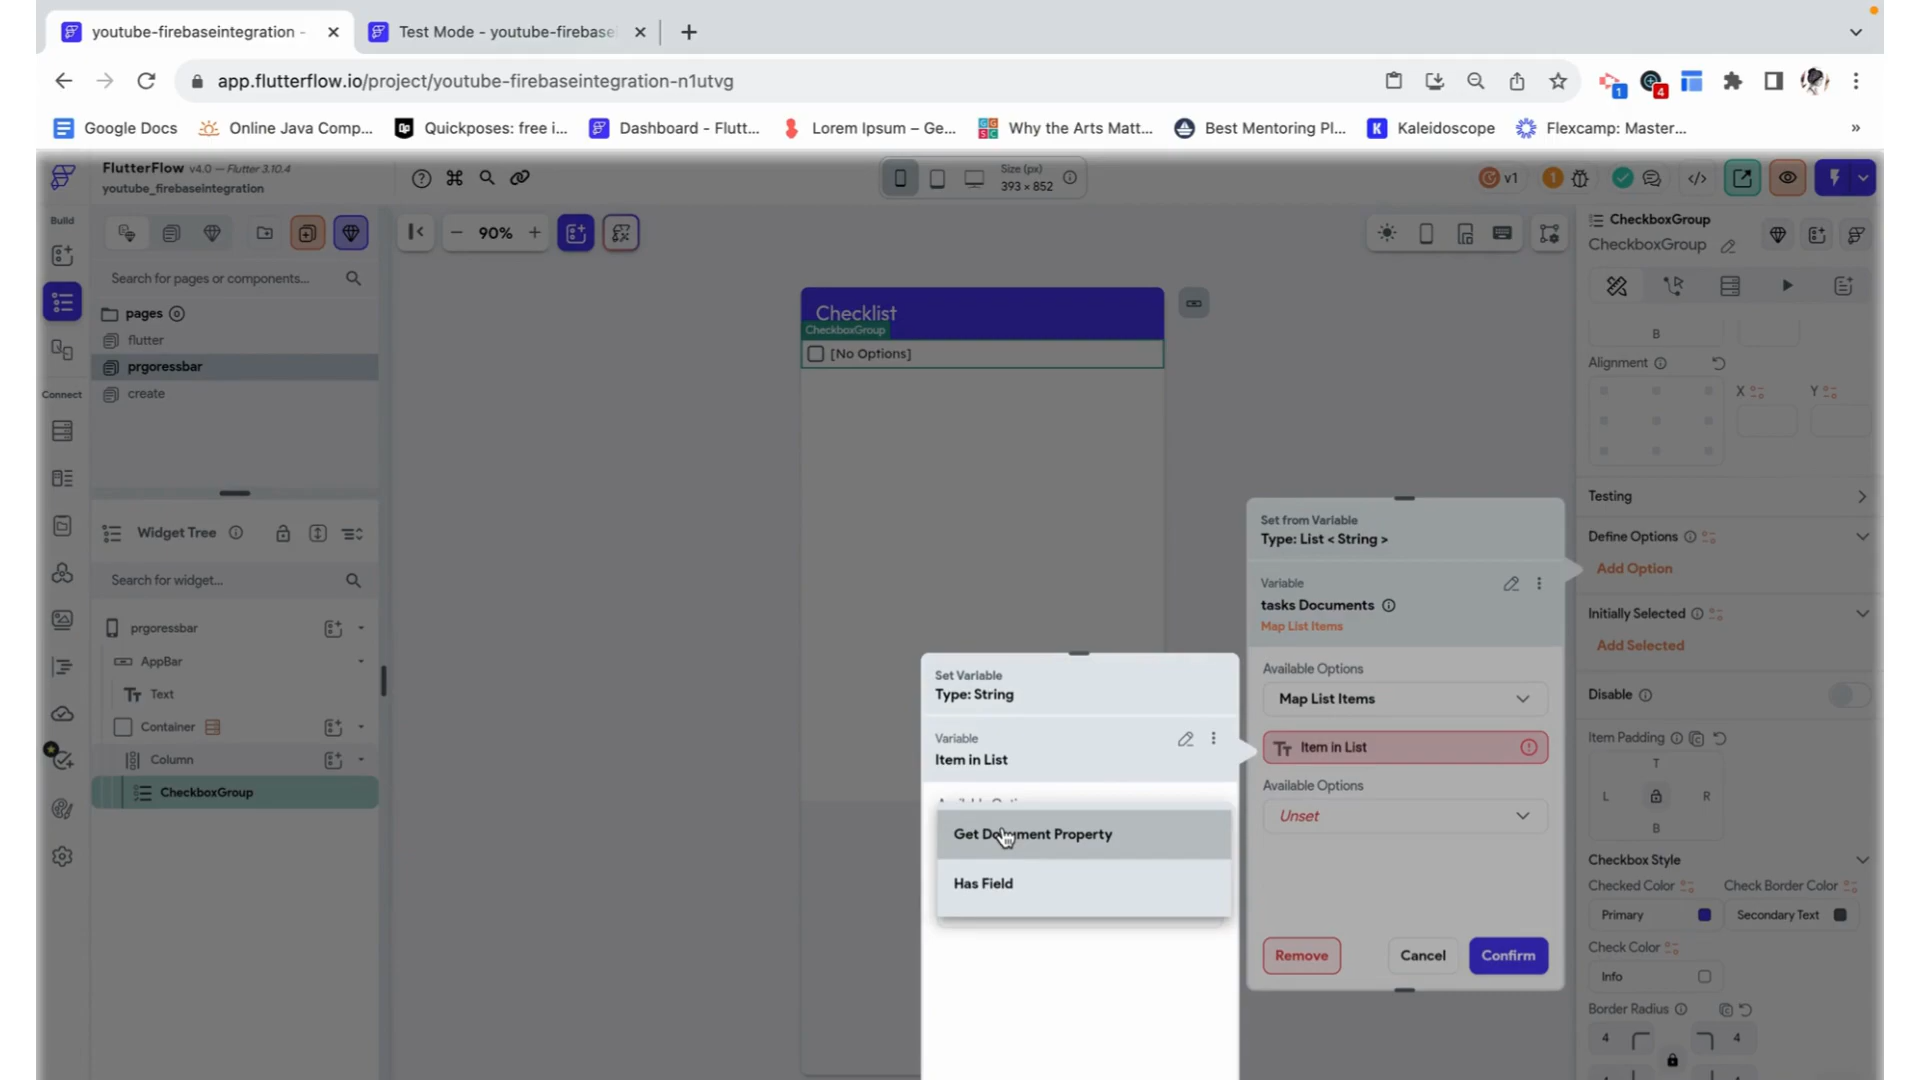 youtube-firebaseintegration -
Test Mode - youtube-firebase
app.flutterflow.io/project/youtube-firebaseintegration-n1utvg
1
4
Google Docs
Online Java Comp...
Quickposes: free i...
Dashboard - Flutt...
Lorem Ipsum – Ge...
Why the Arts Matt...
Best Mentoring Pl...
K
Kaleidoscope
Flexcamp: Master...
»
FlutterFlow v4.0 — Flutter 3.10.4
youtube_firebaseintegration
Size (px)
393 × 852
v1
1
Build
90%
Search for pages or components...
pages
flutter
prgoressbar
create
Connect
Widget Tree
Search for widget...
prgoressbar
AppBar
Text
Container
Column
CheckboxGroup
Checklist
CheckboxGroup
[No Options]
Set Variable
Type: String
Variable
Item in List
Get Document Property
Has Field
Set from Variable
Type: List < String >
Variable
tasks Documents
Map List Items
Available Options
Map List Items
Item in List
Available Options
Unset
Remove
Cancel
Confirm
CheckboxGroup
CheckboxGroup
B
Alignment
X
Y
Testing
Define Options
Add Option
Initially Selected
Add Selected
Disable
Item Padding
T
L
R
B
Checkbox Style
Checked Color
Check Border Color
Primary
Secondary Text
Check Color
Info
Border Radius
4
4